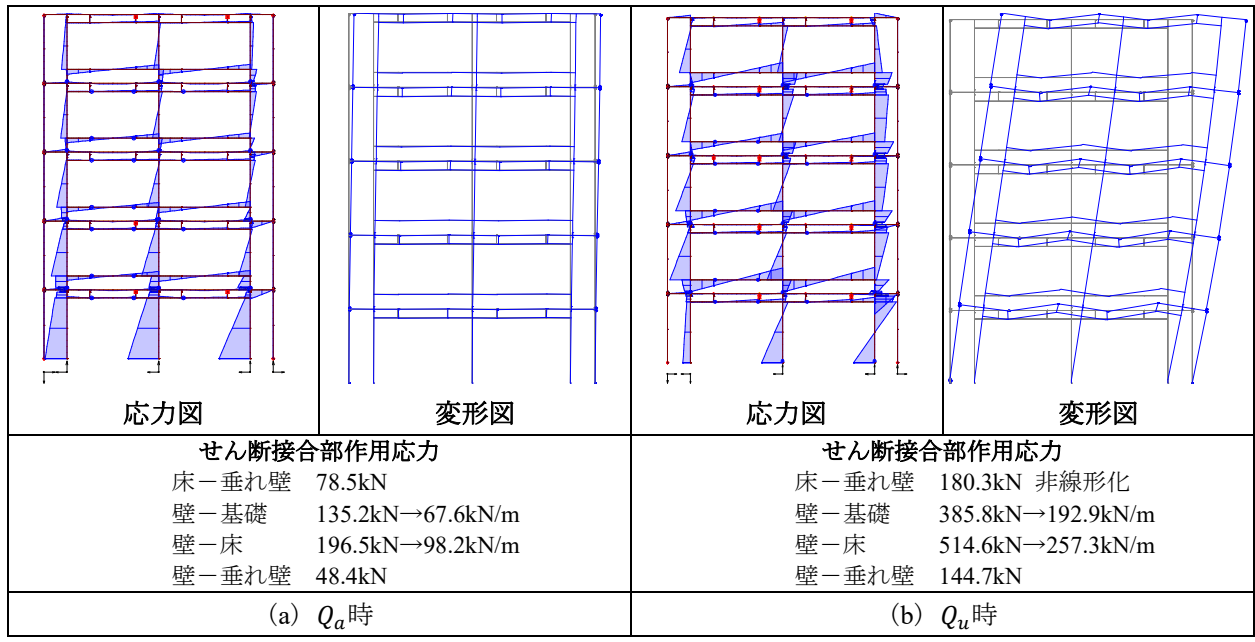 応力図
変形図
応力図
変形図
せん断接合部作用応力
床－垂れ壁 78.5kN
壁－基礎 135.2kN→67.6kN/m
壁－床 196.5kN→98.2kN/m
壁－垂れ壁 48.4kN
せん断接合部作用応力
床－垂れ壁 180.3kN 非線形化
壁－基礎 385.8kN→192.9kN/m
壁－床 514.6kN→257.3kN/m
壁－垂れ壁 144.7kN
(a) Qa時
(b) Qu時